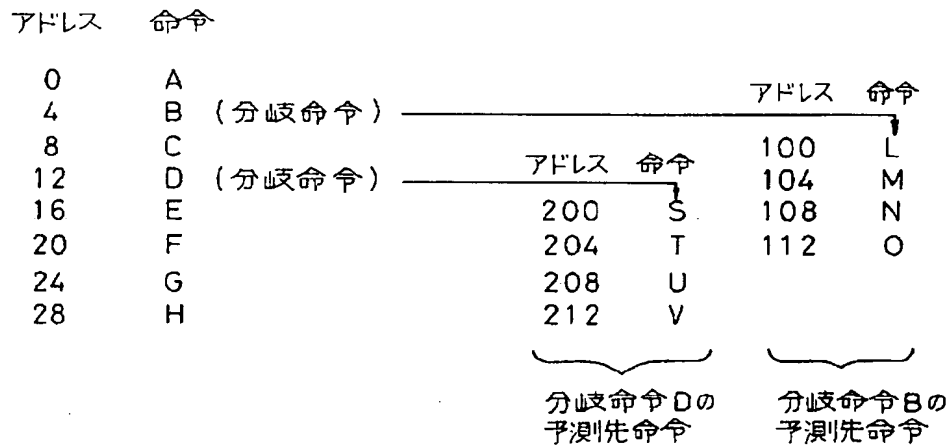 アドレス 命令
0 A
4 B (分岐命令)
8 C
12 D (分岐命令)
16 E
20 F
24 G
28 H
アドレス 命令
200 S
204 T
208 U
212 V
分岐命令Dの
予測先命令
アドレス 命令
100 L
104 M
108 N
112 O
分岐命令Bの
予測先命令